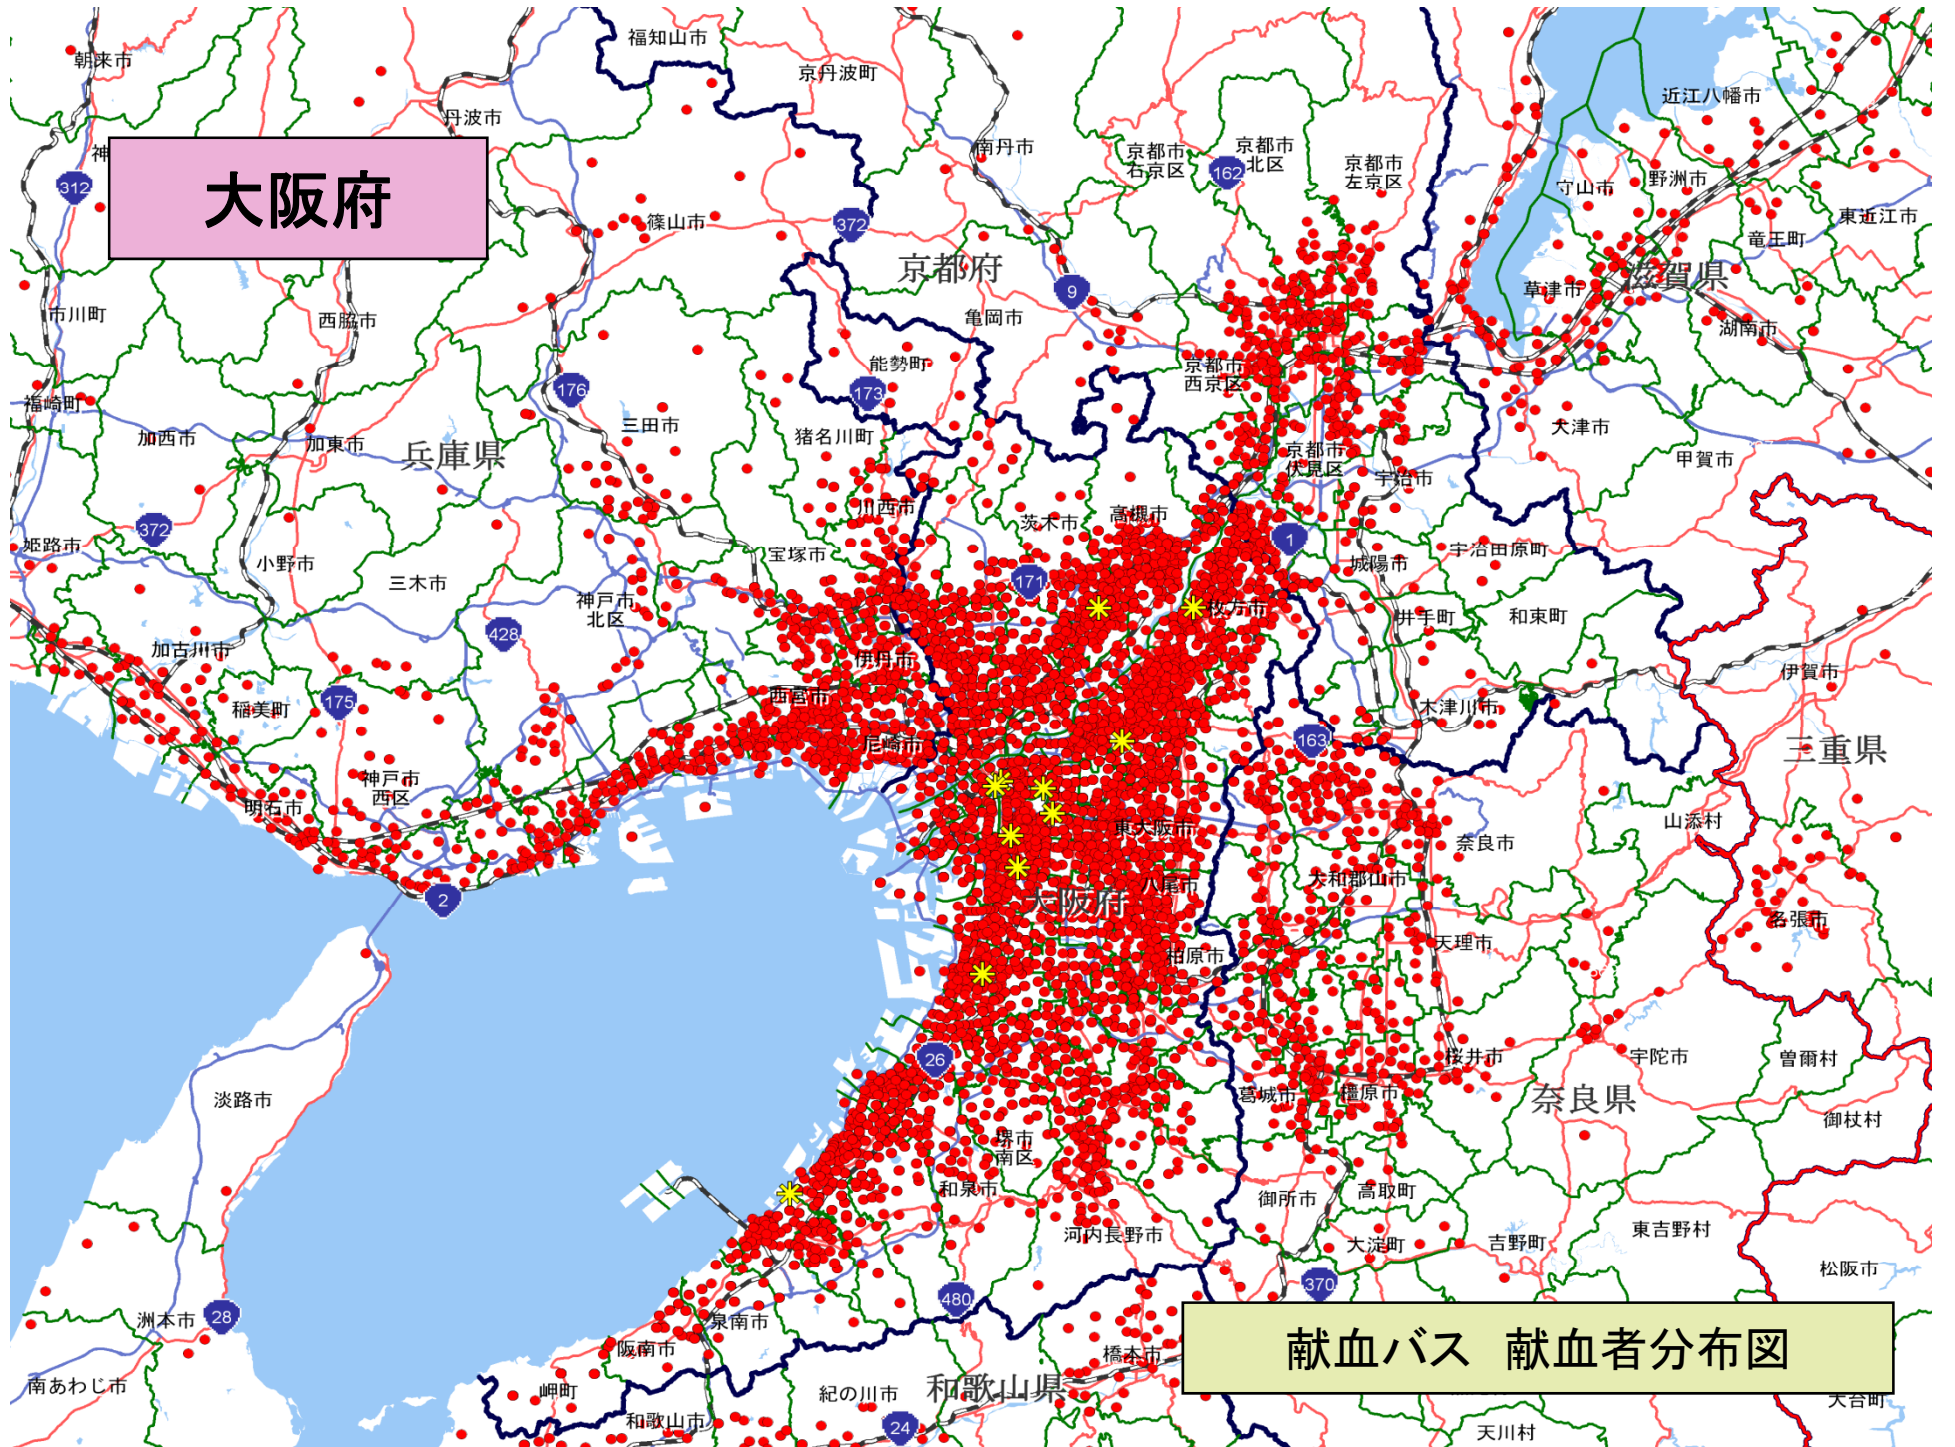 福知山市
朝来市
京丹波町
近江八幡市
丹波市
南丹市
京都市
右京区
京都市
北区
京都市
左京区
162
312
守山市
野洲市
大阪府
東近江市
篠山市
372
竜王町
京都府
滋賀県
9
草津市
市川町
西脇市
亀岡市
湖南市
能勢町
京都市
西京区
176
173
福崎町
加西市
加東市
三田市
猪名川町
大津市
兵庫県
京都市
伏見区
甲賀市
宇治市
川西市
茨木市
高槻市
372
姫路市
1
宝塚市
宇治田原町
小野市
三木市
171
城陽市
神戸市
北区
枚方市
井手町
和束町
428
加古川市
伊丹市
伊賀市
175
稲美町
西宮市
木津川市
尼崎市
163
三重県
神戸市
西区
明石市
東大阪市
山添村
奈良市
大和郡山市
八尾市
2
大阪府
名張市
天理市
柏原市
26
桜井市
宇陀市
曽爾村
淡路市
葛城市
橿原市
奈良県
御杖村
堺市
南区
和泉市
御所市
高取町
河内長野市
大淀町
吉野町
東吉野村
松阪市
480
370
28
洲本市
泉南市
阪南市
橋本市
献血バス 献血者分布図
南あわじ市
岬町
紀の川市
和歌山県
大台町
和歌山市
24
天川村